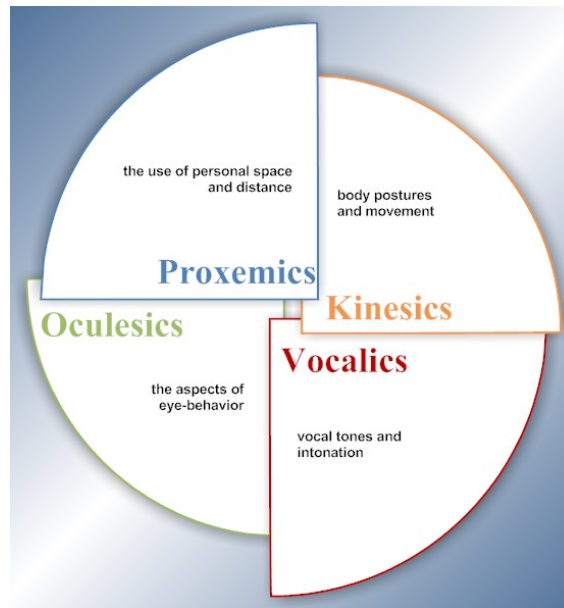 the use of personal space
and distance
Proxemics
body postures
and movement
Kinesics
Oculesics
the aspects of
eye-behavior
Vocalics
vocal tones and
intonation